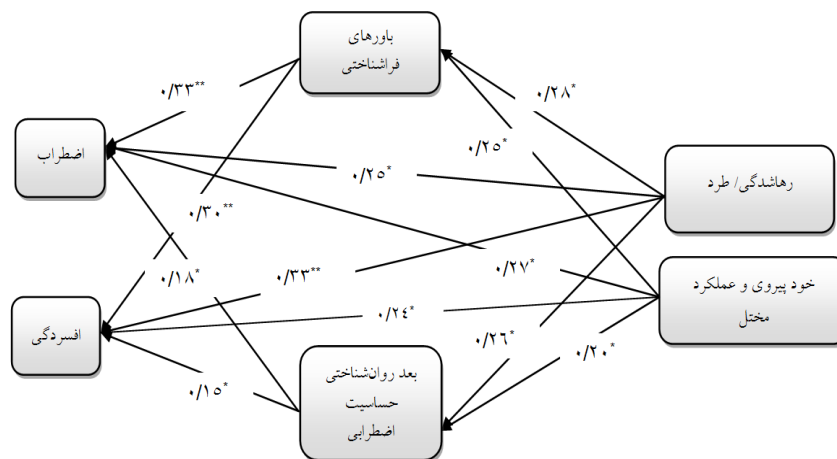 باورهای
فراشناختی
۰/۳۳**
۰/۲۸*
اضطراب
۰/۲۵*
۰/۲۵*
رهاشدگی/ طرد
۰/۳۰**
۰/۱۸*
۰/۳۳**
۰/۲۷*
خود پیروی و عملکرد
مختل
افسردگی
۰/۲٤*
۰/۲۶*
۰/۲۰*
بعد روان‌شناختی
حساسیت
اضطرابی
۰/۱۵*